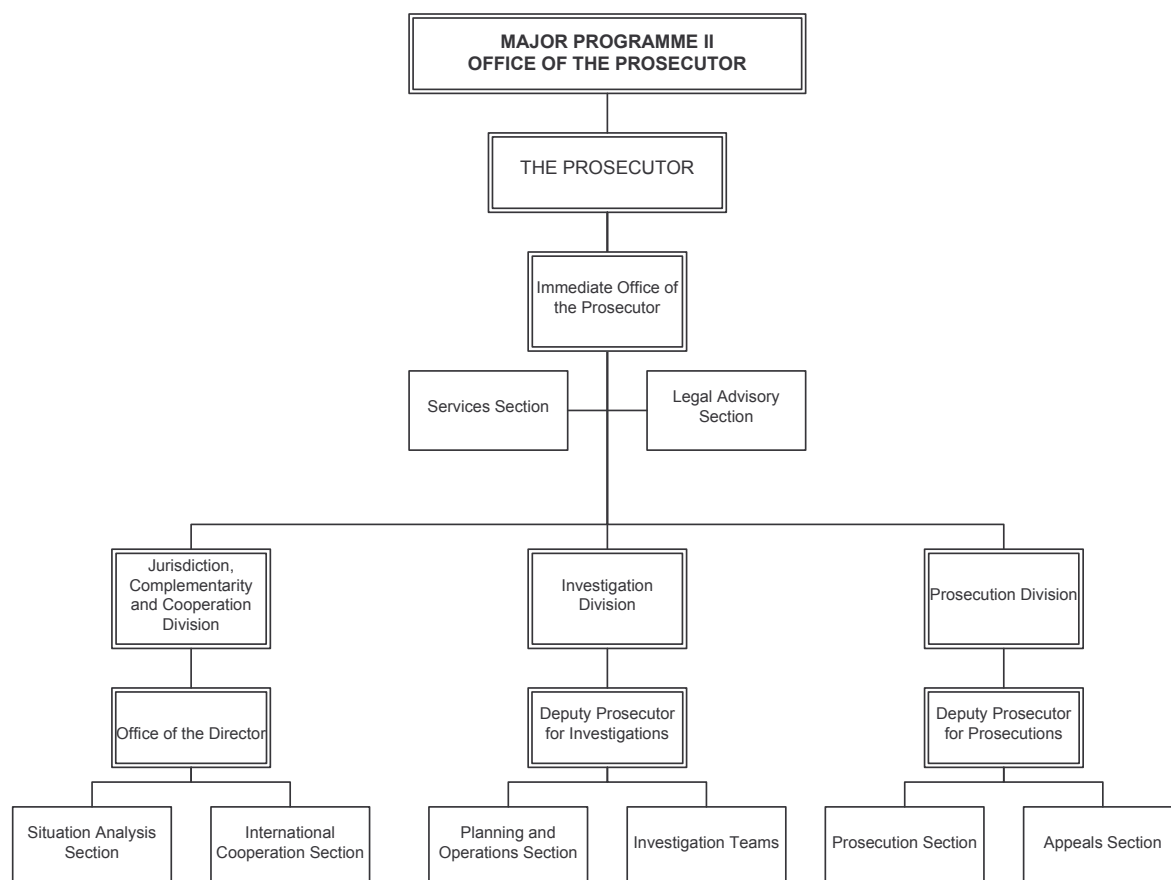 MAJOR PROGRAMME II
OFFICE OF THE PROSECUTOR
THE PROSECUTOR
Immediate Office of
the Prosecutor
Services Section
Legal Advisory
Section
Jurisdiction,
Complementarity
and Cooperation
Division
Investigation
Division
Prosecution Division
Office of the Director
Deputy Prosecutor
for Investigations
Deputy Prosecutor
for Prosecutions
Situation Analysis
Section
International
Cooperation Section
Planning and
Operations Section
Investigation Teams
Prosecution Section
Appeals Section